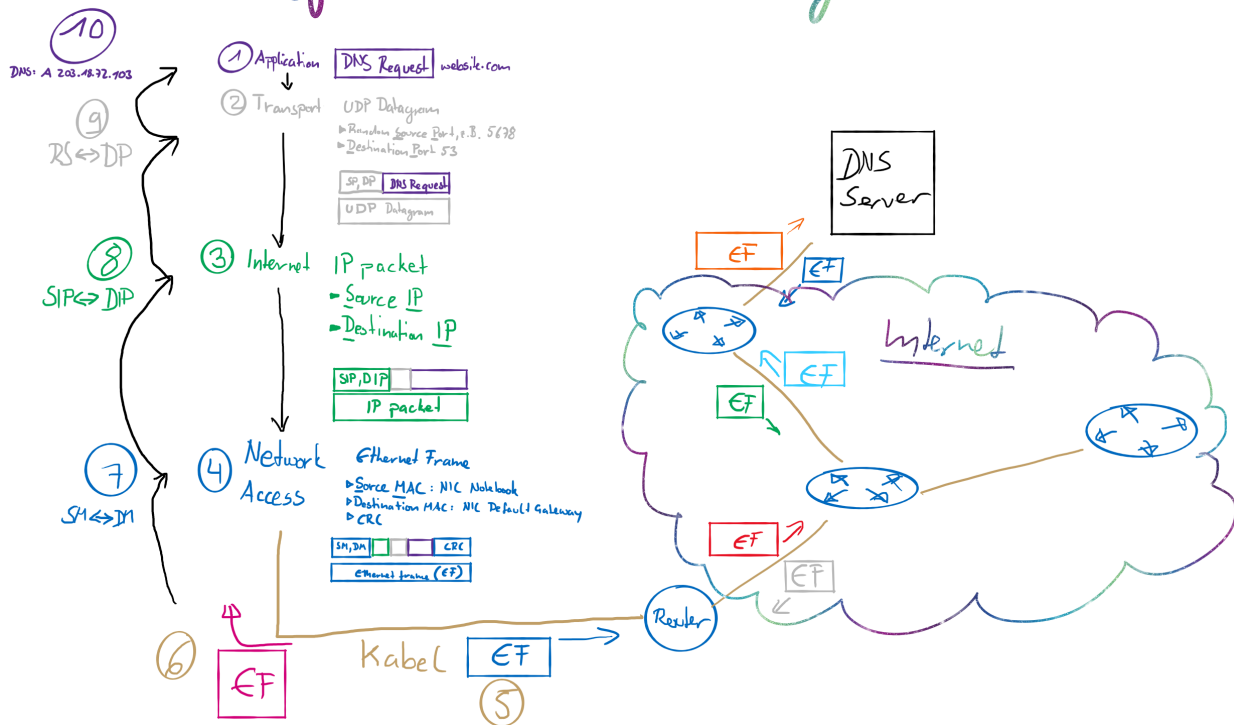 10
DNS: A 203.18.72.103
1 Application DNS Request website.com
2 Transport UDP Datagram
▸Random Source Port, e.B. 5678
▸Destination Port 53
9
RS⇔DP
SP, DP DNS Request
UDP Datagram
DNS
Server
EF
EF
8
SIP⇔DIP
3 Internet IP packet
▸Source IP
▸Destination IP
Internet
EF
EF
SIP, DIP
IP packet
7
SM⇔DM
4 Network
Access
Ethernet Frame
▸Sorce MAC: NIC Notebook
▸Destination MAC: NIC Default Gateway
▸CRC
SM, DM CRC
Ethernet frame (EF)
EF
EF
Router
6
EF
Kabel
EF
5